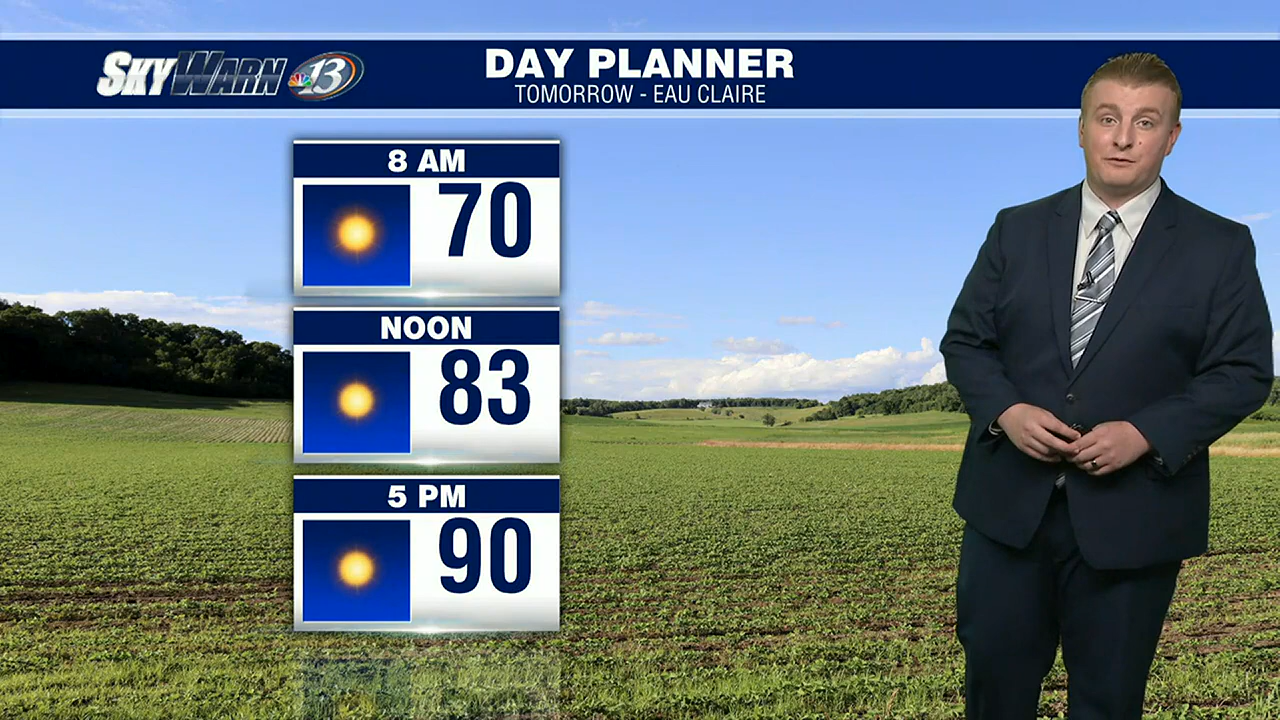 SKYWARN 13
DAY PLANNER
TOMORROW - EAU CLAIRE
8 AM
70
NOON
83
5 PM
90